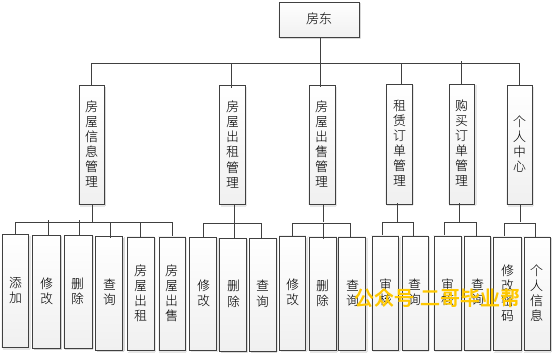 房东
房屋信息管理
房屋出租管理
房屋出售管理
租赁订单管理
购买订单管理
个人中心
添加
修改
删除
查询
房屋出租
房屋出售
修改
删除
查询
修改
删除
查询
审核
查询
审核
查询
修改密码
个人信息
公众号:二哥毕业帮